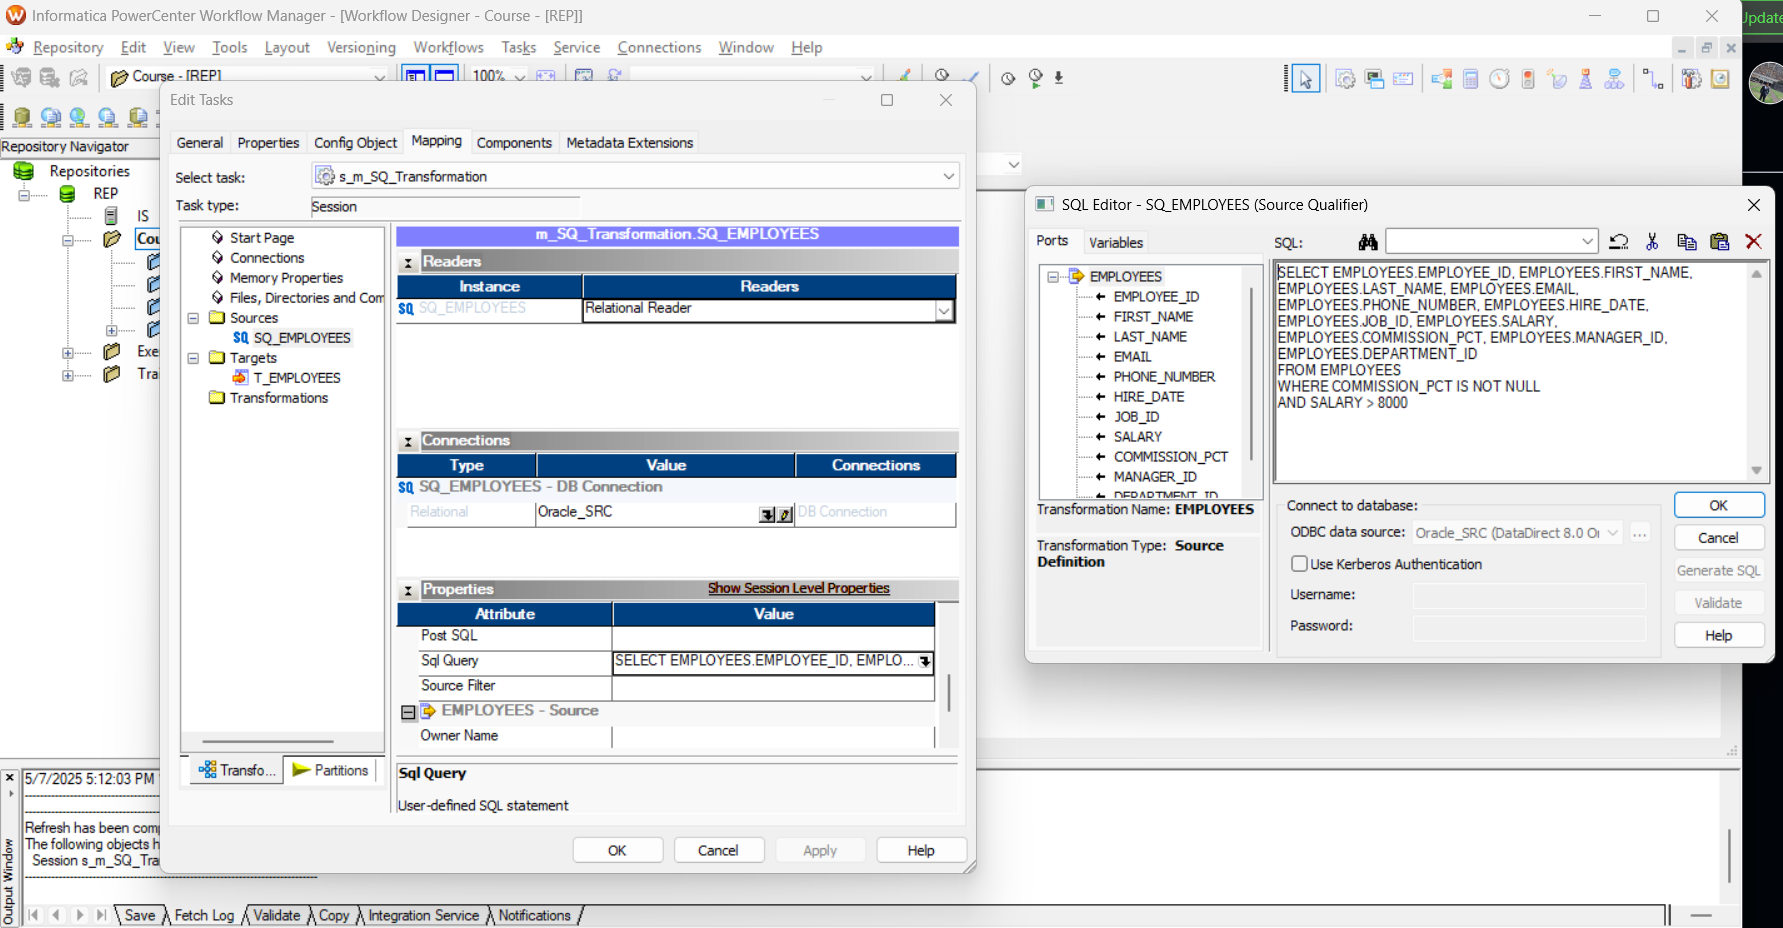 Informatica PowerCenter Workflow Manager - [Workflow Designer - Course - [REP]]
Update
Repository Edit View Tools Layout Versioning Workflows Tasks Service Connections Window Help
Course - [REP]
100%
Repository Navigator
Repositories
REP
IS
Cou
Exe
Tra
Edit Tasks
General Properties Config Object Mapping Components Metadata Extensions
Select task: s_m_SQ_Transformation
Task type: Session
Start Page
Connections
Memory Properties
Files, Directories and Com
Sources
SQ_EMPLOYEES
Targets
T_EMPLOYEES
Transformations
Transfo... Partitions
m_SQ_Transformation.SQ_EMPLOYEES
Readers
Instance Readers
SQ SQ_EMPLOYEES Relational Reader
Connections
Type Value Connections
SQ SQ_EMPLOYEES - DB Connection
Relational Oracle_SRC DB Connection
Properties Show Session Level Properties
Attribute Value
Post SQL
Sql Query SELECT EMPLOYEES.EMPLOYEE_ID, EMPLO...
Source Filter
EMPLOYEES - Source
Owner Name
Sql Query
User-defined SQL statement
OK Cancel Apply Help
SQL Editor - SQ_EMPLOYEES (Source Qualifier)
Ports Variables
EMPLOYEES
EMPLOYEE_ID
FIRST_NAME
LAST_NAME
EMAIL
PHONE_NUMBER
HIRE_DATE
JOB_ID
SALARY
COMMISSION_PCT
MANAGER_ID
DEPARTMENT_ID
Transformation Name: EMPLOYEES
Transformation Type: Source
Definition
SQL:
SELECT EMPLOYEES.EMPLOYEE_ID, EMPLOYEES.FIRST_NAME,
EMPLOYEES.LAST_NAME, EMPLOYEES.EMAIL,
EMPLOYEES.PHONE_NUMBER, EMPLOYEES.HIRE_DATE,
EMPLOYEES.JOB_ID, EMPLOYEES.SALARY,
EMPLOYEES.COMMISSION_PCT, EMPLOYEES.MANAGER_ID,
EMPLOYEES.DEPARTMENT_ID
FROM EMPLOYEES
WHERE COMMISSION_PCT IS NOT NULL
AND SALARY > 8000
Connect to database:
ODBC data source: Oracle_SRC (DataDirect 8.0 Or ...
Use Kerberos Authentication
Username:
Password:
OK
Cancel
Generate SQL
Validate
Help
Output Window
5/7/2025 5:12:03 PM
Refresh has been comp
The following objects h
Session s_m_SQ_Tra
Save Fetch Log Validate Copy Integration Service Notifications